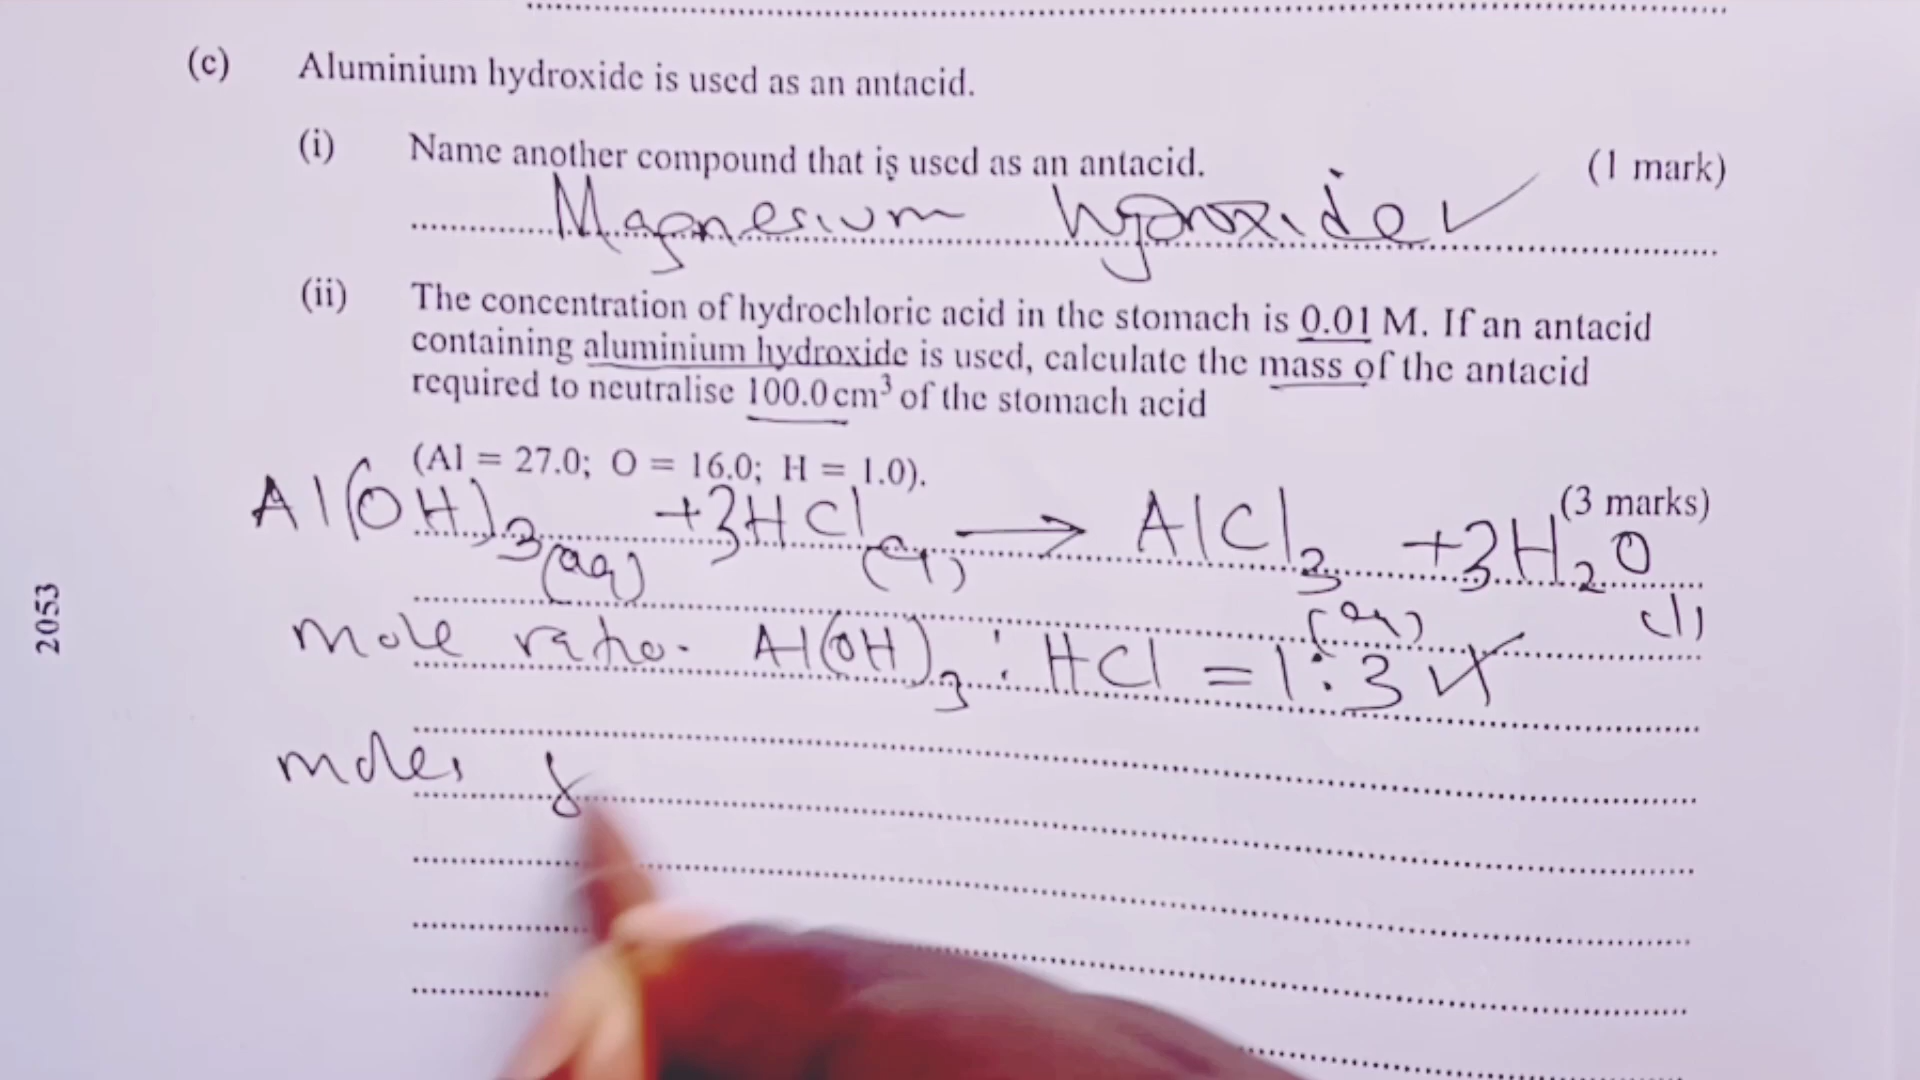 (c) Aluminium hydroxide is used as an antacid.
(i) Name another compound that is used as an antacid. (1 mark)
Magnesium hydroxide ✓
(ii) The concentration of hydrochloric acid in the stomach is 0.01 M. If an antacid
containing aluminium hydroxide is used, calculate the mass of the antacid
required to neutralise 100.0 cm³ of the stomach acid
(Al = 27.0; O = 16.0; H = 1.0).
(3 marks)
Al(OH)₃(aq) + 3HCl(aq) → AlCl₃(aq) + 3H₂O(l)
mole ratio. Al(OH)₃ : HCl = 1:3
moles
2053